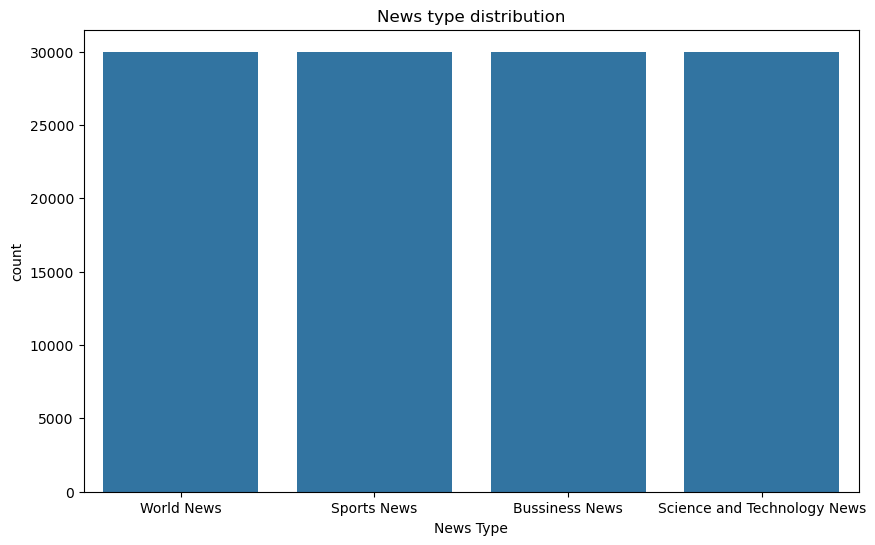 News type distribution
30000
25000
20000
15000
10000
5000
0
count
World News
Sports News
Bussiness News
Science and Technology News
News Type